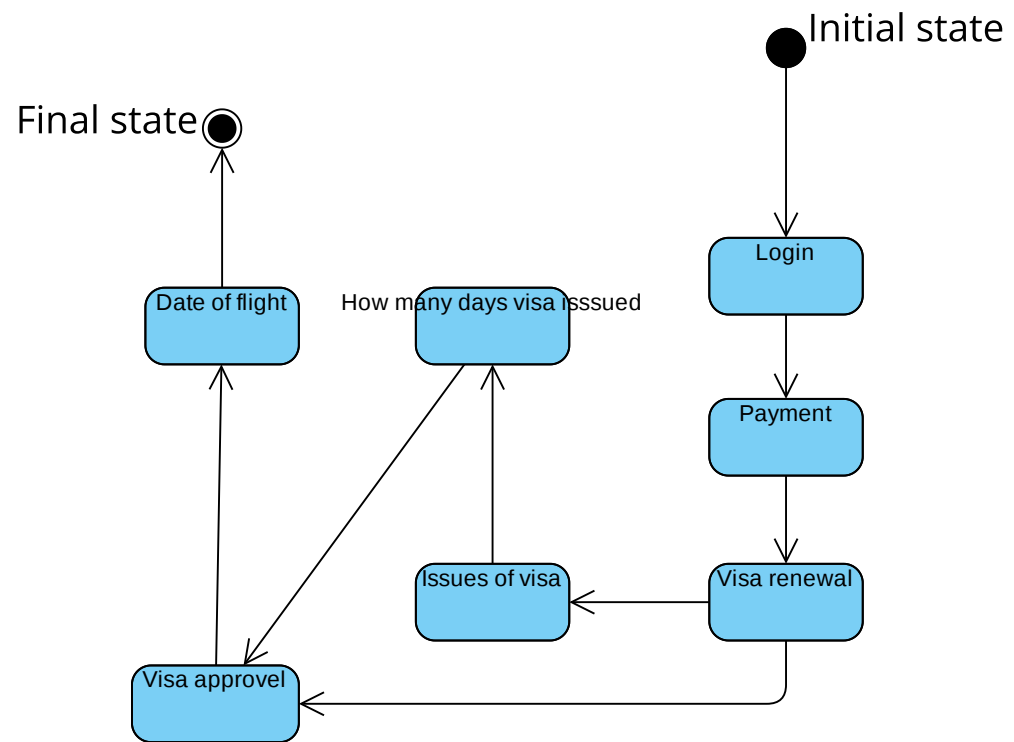 Initial state
Final state
Login
Date of flight
How many days visa isssued
Payment
Issues of visa
Visa renewal
Visa approvel